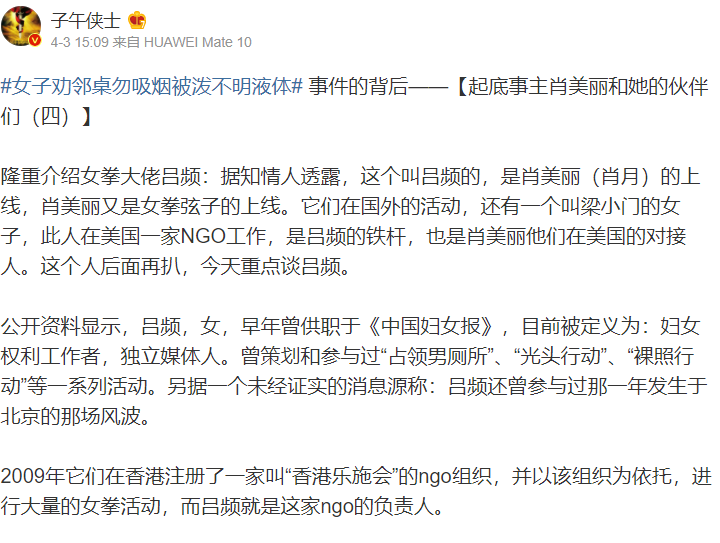 子午侠士
4-3 15:09 来自 HUAWEI Mate 10
#女子劝邻桌勿吸烟被泼不明液体# 事件的背后——【起底事主肖美丽和她的伙伴
们（四）】
隆重介绍女拳大佬吕频：据知情人透露，这个叫吕频的，是肖美丽（肖月）的上
线，肖美丽又是女拳弦子的上线。它们在国外的活动，还有一个叫梁小门的女
子，此人在美国一家NGO工作，是吕频的铁杆，也是肖美丽他们在美国的对接
人。这个人后面再扒，今天重点谈吕频。
公开资料显示，吕频，女，早年曾供职于《中国妇女报》，目前被定义为：妇女
权利工作者，独立媒体人。曾策划和参与过“占领男厕所”、“光头行动”、“裸照行
动”等一系列活动。另据一个未经证实的消息源称：吕频还曾参与过那一年发生于
北京的那场风波。
2009年它们在香港注册了一家叫“香港乐施会”的ngo组织，并以该组织为依托，进
行大量的女拳活动，而吕频就是这家ngo的负责人。